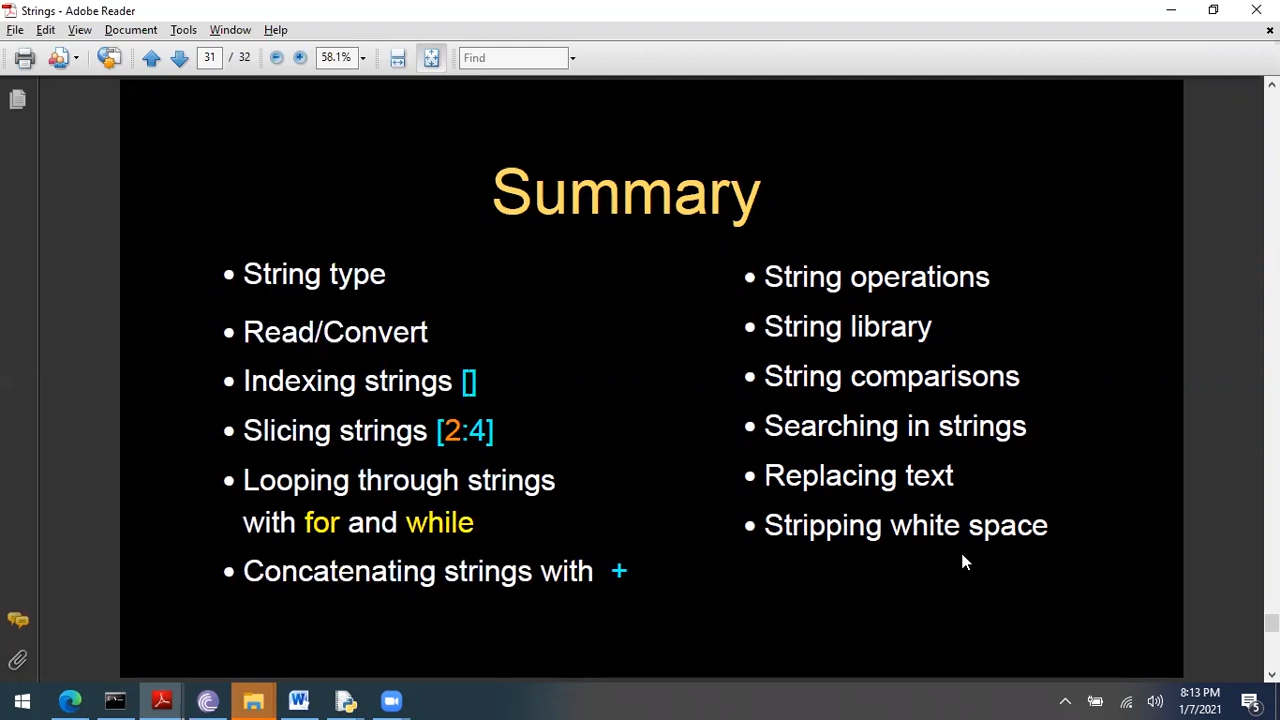 Strings - Adobe Reader
File Edit View Document Tools Window Help
31 / 32 58.1% Find
Summary
• String type
• Read/Convert
• Indexing strings []
• Slicing strings [2:4]
• Looping through strings
with for and while
• Concatenating strings with +
• String operations
• String library
• String comparisons
• Searching in strings
• Replacing text
• Stripping white space
8:13 PM
1/7/2021
5